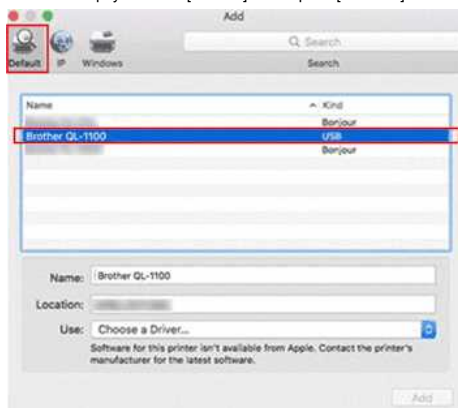 Add
Search
Default IP Windows Search
Name Kind
Bonjour
Brother QL-1100 USB
Bonjour
Name: Brother QL-1100
Location:
Use: Choose a Driver...
Software for this printer isn't available from Apple. Contact the printer's
manufacturer for the latest software.
Add